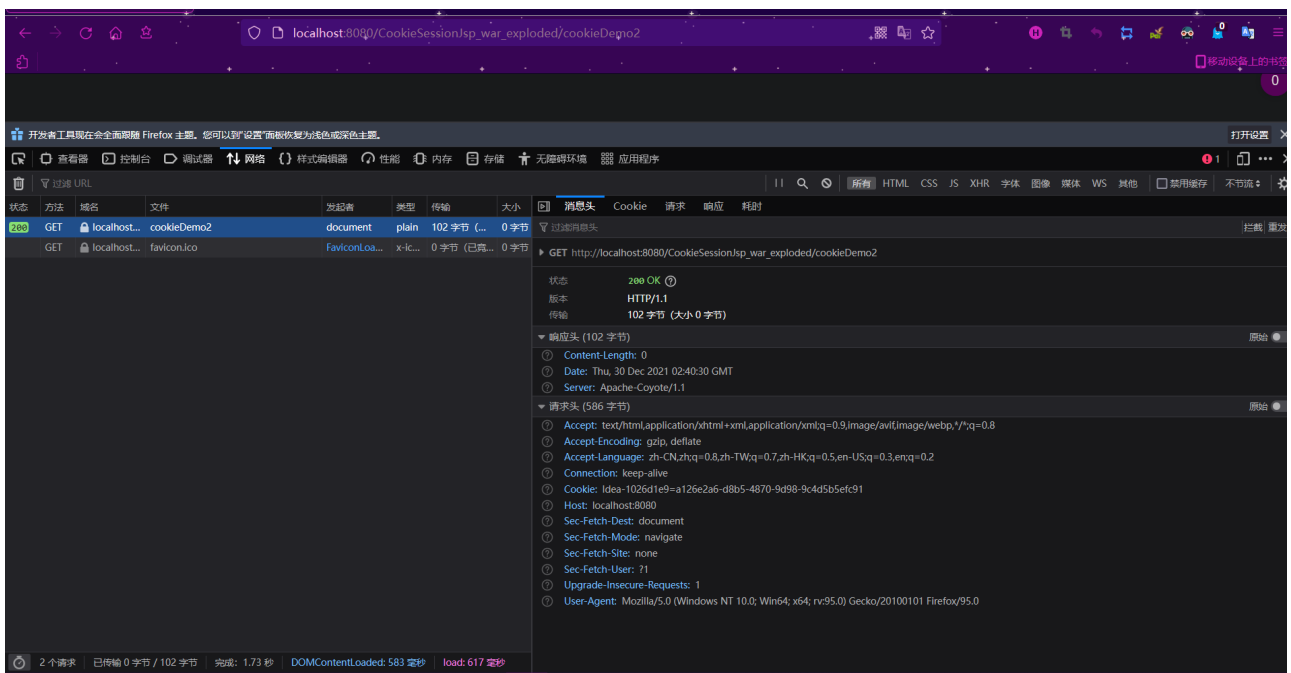 localhost:8080/CookieSessionJsp_war_exploded/cookieDemo2
0
移动设备上的书签
0
开发者工具现在会全面跟随 Firefox 主题。您可以到“设置”面板恢复为浅色或深色主题。 打开设置
查看器 控制台 调试器 网络 样式编辑器 性能 内存 存储 无障碍环境 应用程序 1
过滤 URL 所有 HTML CSS JS XHR 字体 图像 媒体 WS 其他 禁用缓存 不节流
状态 方法 域名 文件 发起者 类型 传输 大小
200 GET localhost... cookieDemo2 document plain 102 字节 (... 0 字节
GET localhost... favicon.ico FaviconLoa... x-ic... 0 字节 (已竞... 0 字节
消息头 Cookie 请求 响应 耗时
过滤消息头 拦截 重发
GET http://localhost:8080/CookieSessionJsp_war_exploded/cookieDemo2
状态 200 OK
版本 HTTP/1.1
传输 102 字节 (大小 0 字节)
响应头 (102 字节) 原始
Content-Length: 0
Date: Thu, 30 Dec 2021 02:40:30 GMT
Server: Apache-Coyote/1.1
请求头 (586 字节) 原始
Accept: text/html,application/xhtml+xml,application/xml;q=0.9,image/avif,image/webp,*/*;q=0.8
Accept-Encoding: gzip, deflate
Accept-Language: zh-CN,zh;q=0.8,zh-TW;q=0.7,zh-HK;q=0.5,en-US;q=0.3,en;q=0.2
Connection: keep-alive
Cookie: Idea-1026d1e9=a126e2a6-d8b5-4870-9d98-9c4d5b5efc91
Host: localhost:8080
Sec-Fetch-Dest: document
Sec-Fetch-Mode: navigate
Sec-Fetch-Site: none
Sec-Fetch-User: ?1
Upgrade-Insecure-Requests: 1
User-Agent: Mozilla/5.0 (Windows NT 10.0; Win64; x64; rv:95.0) Gecko/20100101 Firefox/95.0
2 个请求 已传输 0 字节 / 102 字节 完成: 1.73 秒 DOMContentLoaded: 583 毫秒 load: 617 毫秒